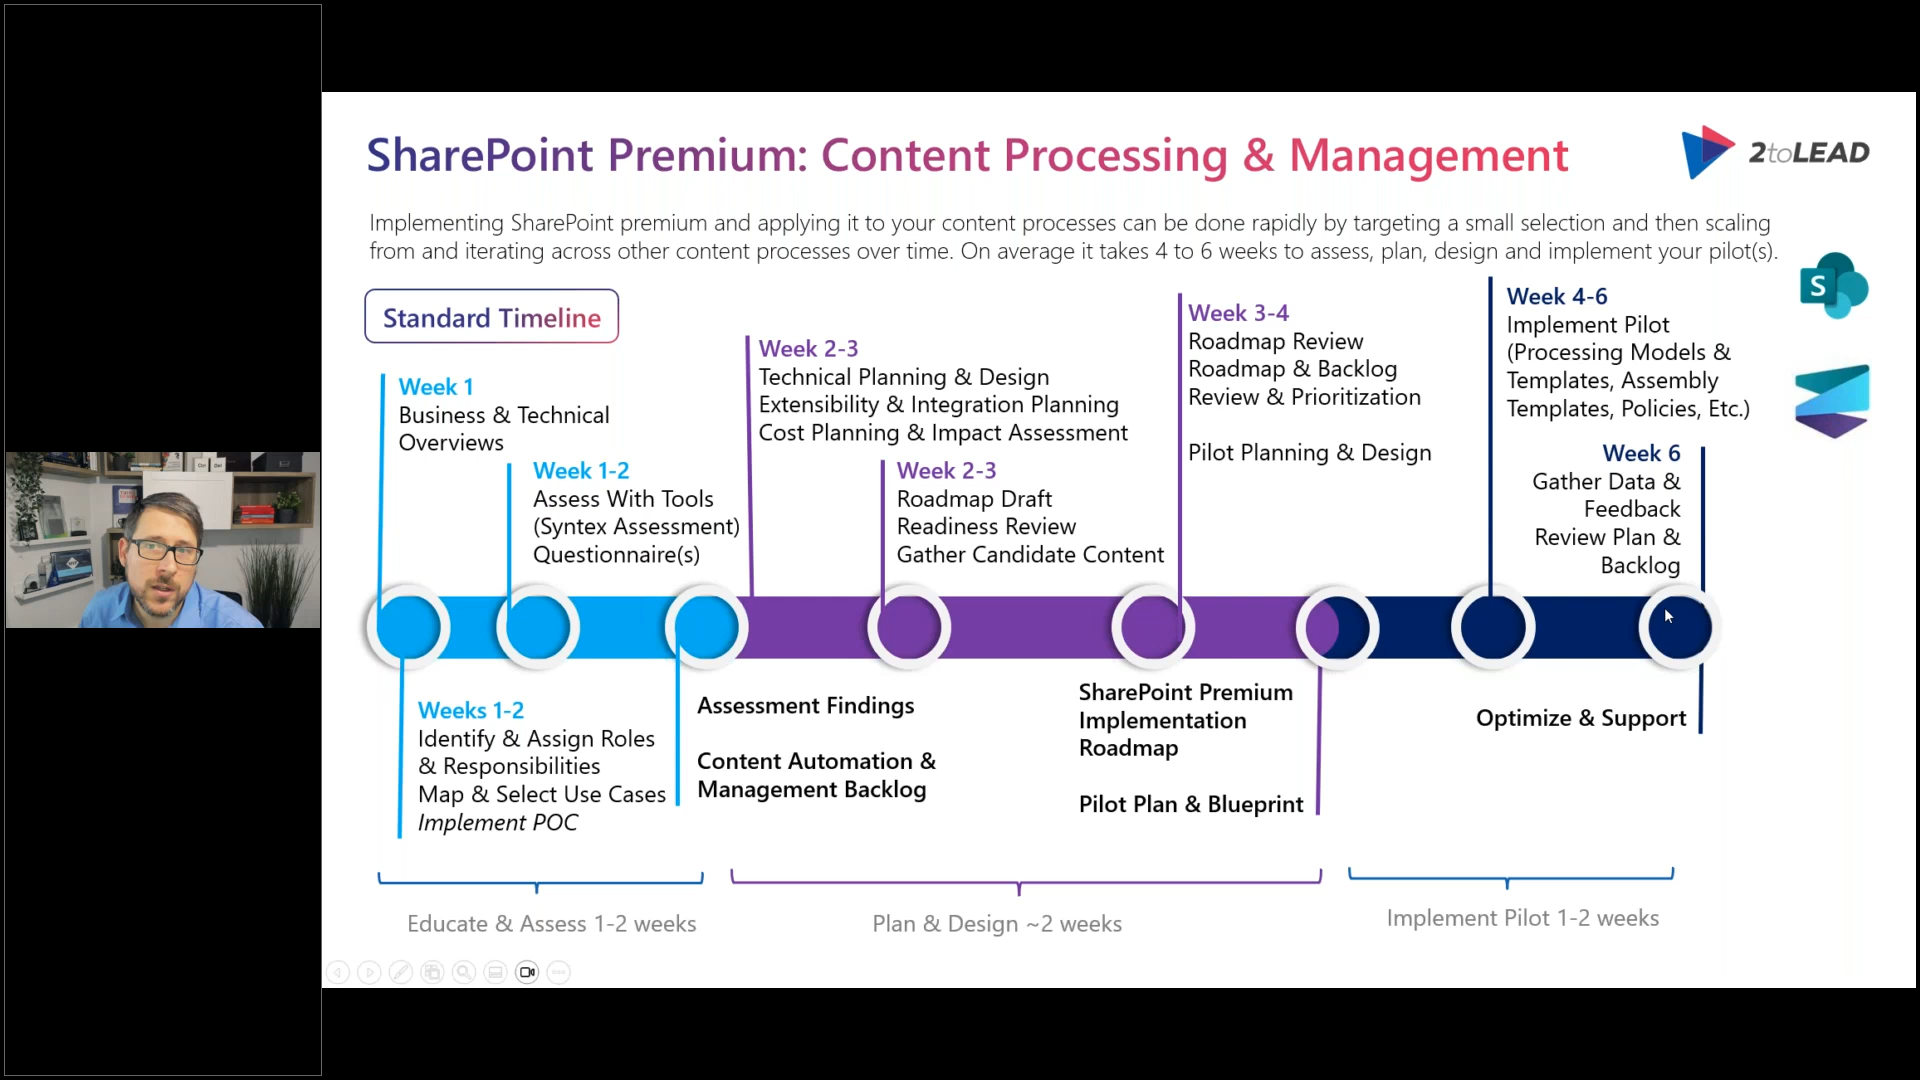 SharePoint Premium: Content Processing & Management
2toLEAD
Implementing SharePoint premium and applying it to your content processes can be done rapidly by targeting a small selection and then scaling
from and iterating across other content processes over time. On average it takes 4 to 6 weeks to assess, plan, design and implement your pilot(s).
Standard Timeline
Week 1
Business & Technical
Overviews
Week 1-2
Assess With Tools
(Syntex Assessment)
Questionnaire(s)
Week 2-3
Technical Planning & Design
Extensibility & Integration Planning
Cost Planning & Impact Assessment
Week 2-3
Roadmap Draft
Readiness Review
Gather Candidate Content
Week 3-4
Roadmap Review
Roadmap & Backlog
Review & Prioritization
Pilot Planning & Design
Week 4-6
Implement Pilot
(Processing Models &
Templates, Assembly
Templates, Policies, Etc.)
Week 6
Gather Data &
Feedback
Review Plan &
Backlog
S
Weeks 1-2
Identify & Assign Roles
& Responsibilities
Map & Select Use Cases
Implement POC
Assessment Findings
Content Automation &
Management Backlog
SharePoint Premium
Implementation
Roadmap
Pilot Plan & Blueprint
Optimize & Support
Educate & Assess 1-2 weeks
Plan & Design ~2 weeks
Implement Pilot 1-2 weeks